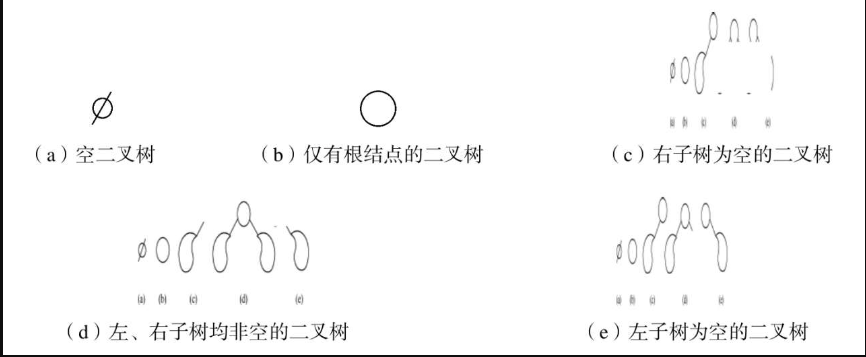 (a) (b) (c) (d) (e)
（a）空二叉树
（b）仅有根结点的二叉树
（c）右子树为空的二叉树
(a) (b) (c) (d) (e)
(a) (b) (c) (d) (e)
（d）左、右子树均非空的二叉树
（e）左子树为空的二叉树